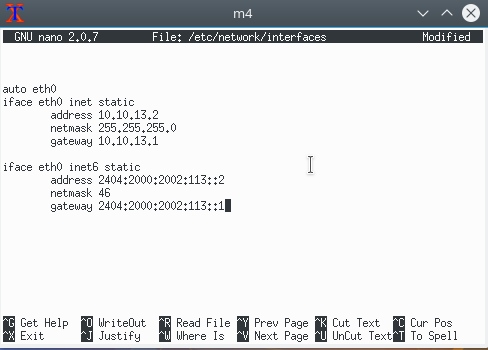 m4
GNU nano 2.0.7 File: /etc/network/interfaces Modified
auto eth0
iface eth0 inet static
address 10.10.13.2
netmask 255.255.255.0
gateway 10.10.13.1
iface eth0 inet6 static
address 2404:2000:2002:113::2
netmask 46
gateway 2404:2000:2002:113::1
^G Get Help ^O WriteOut ^R Read File ^Y Prev Page ^K Cut Text ^C Cur Pos
^X Exit ^J Justify ^W Where Is ^V Next Page ^U UnCut Text ^T To Spell